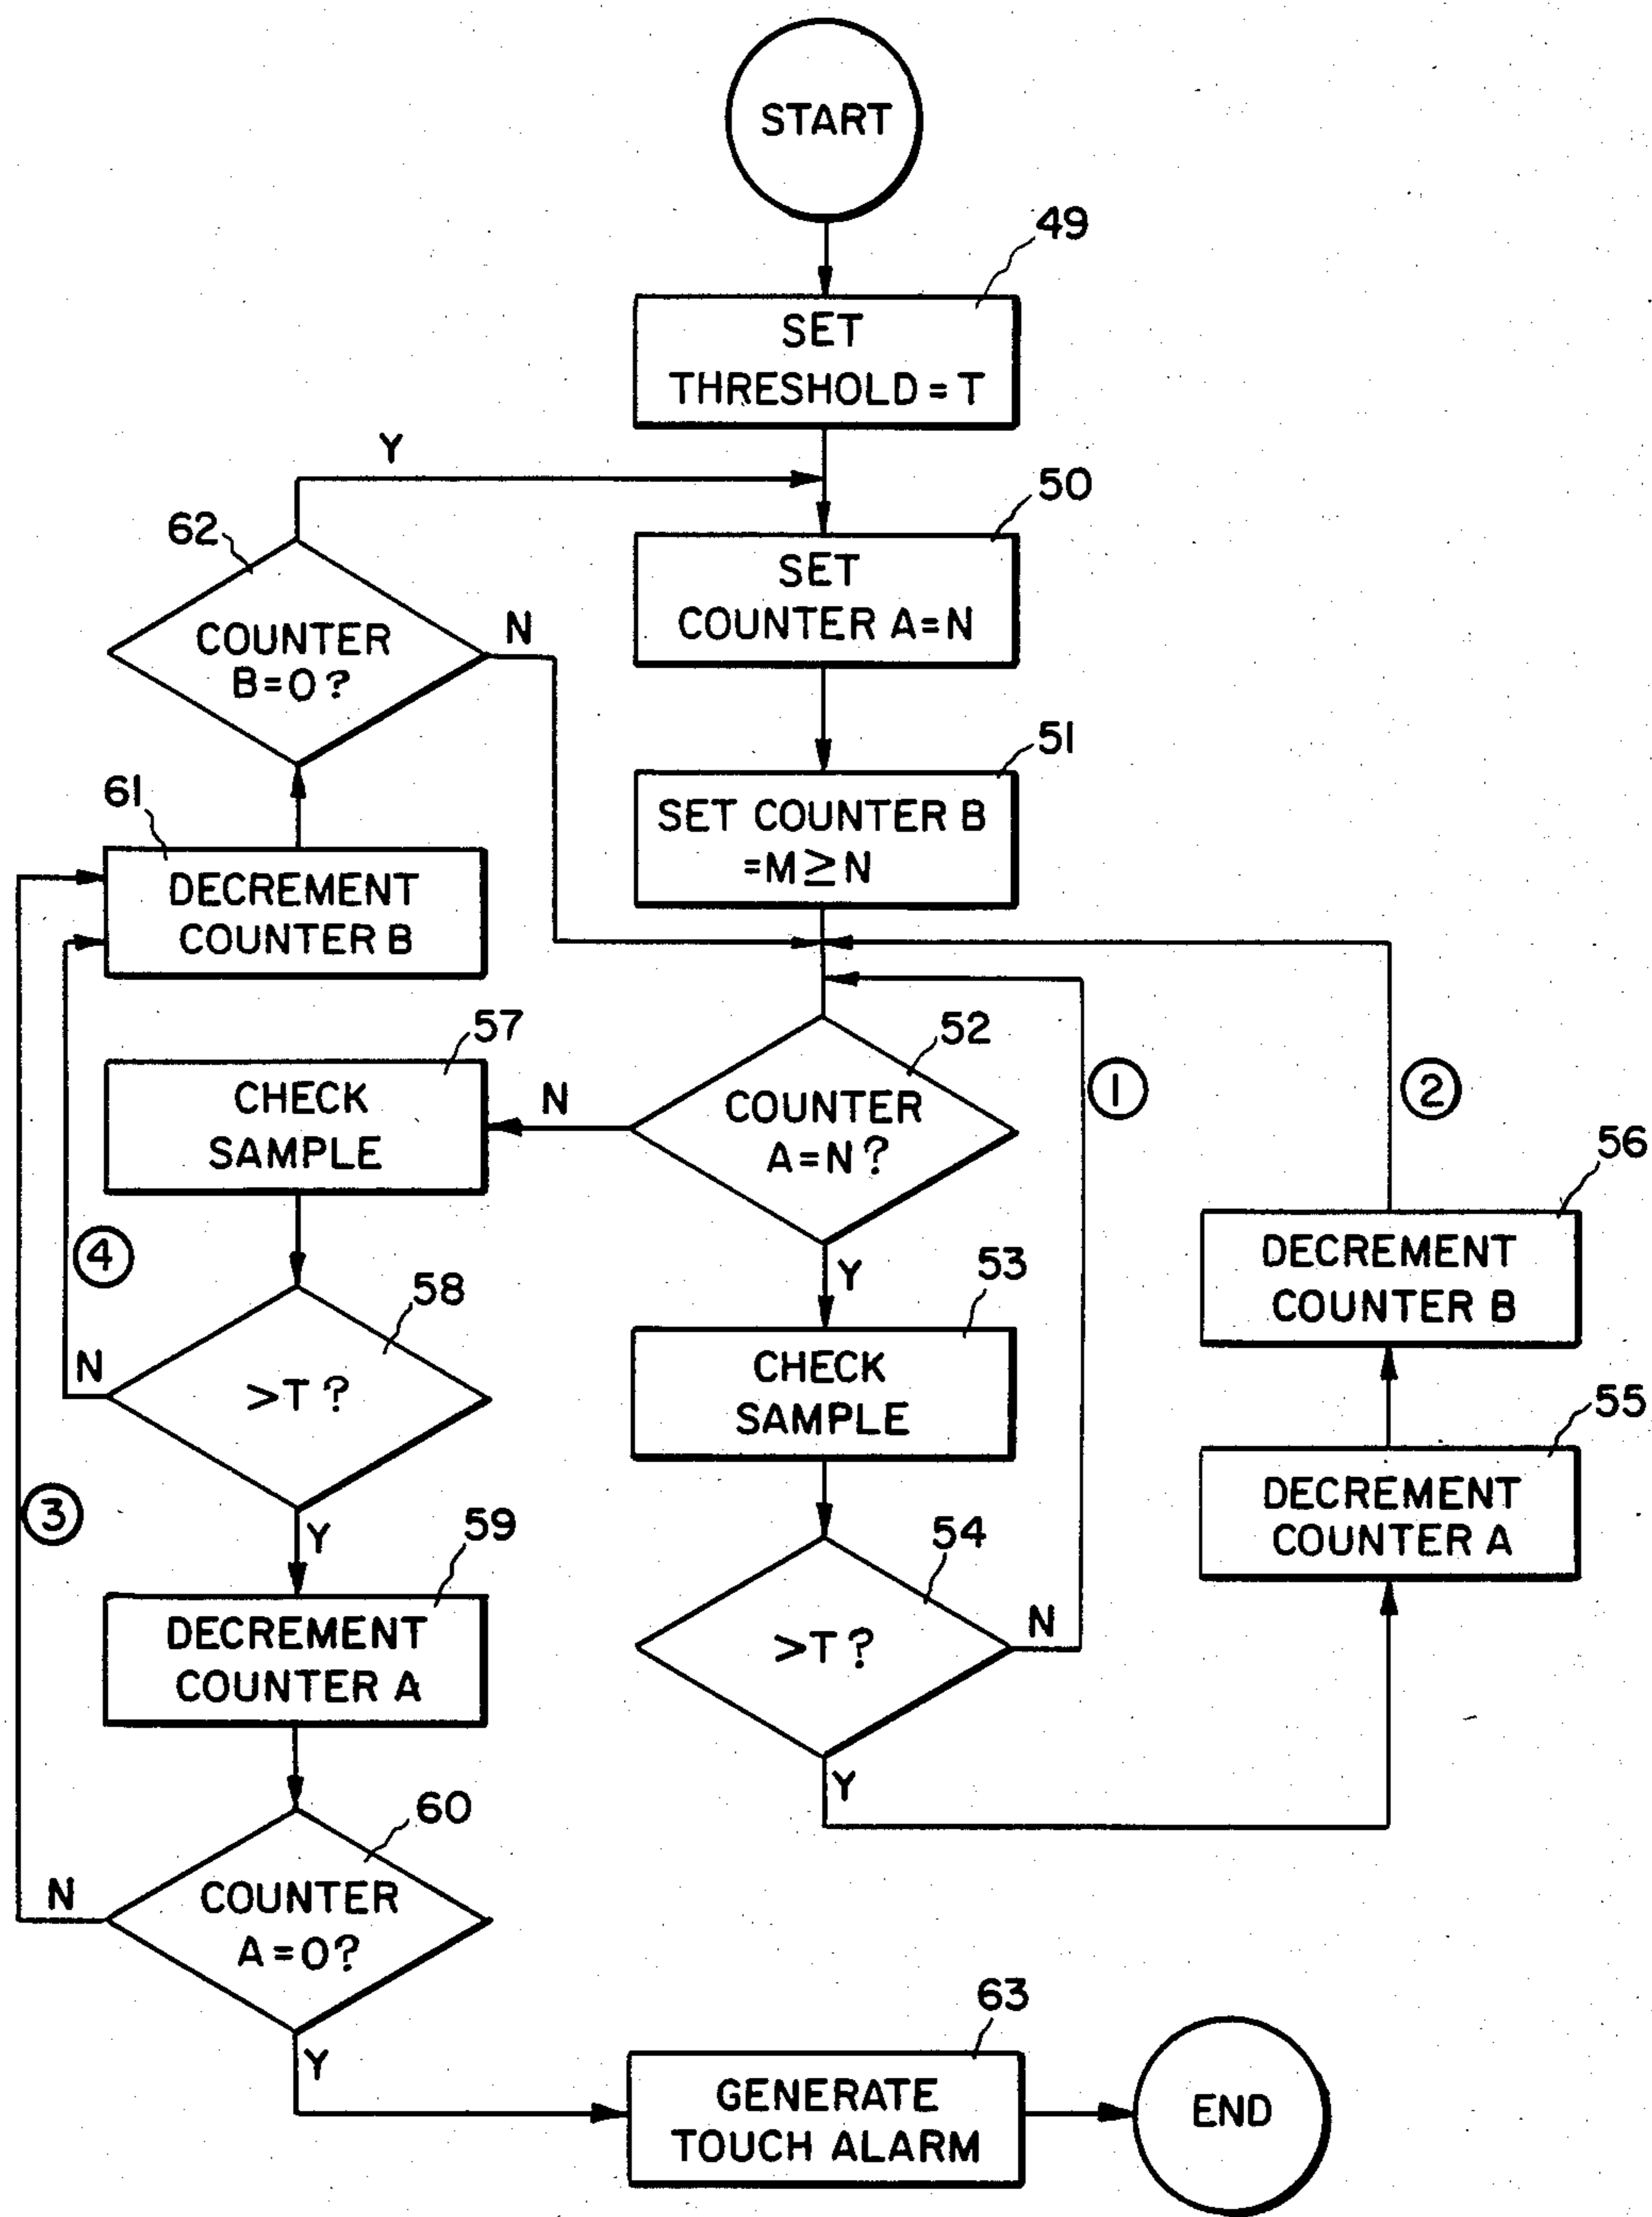 START
49
SET
THRESHOLD = T
Y
50
62
SET
COUNTER A=N
COUNTER
B=0?
N
51
61
SET COUNTER B
=M≥N
DECREMENT
COUNTER B
57
52
CHECK
SAMPLE
N
COUNTER
A=N?
1
2
56
4
Y
53
DECREMENT
COUNTER B
58
N
>T?
CHECK
SAMPLE
55
3
Y
59
54
DECREMENT
COUNTER A
DECREMENT
COUNTER A
>T?
N
Y
60
N
COUNTER
A=0?
63
Y
GENERATE
TOUCH ALARM
END